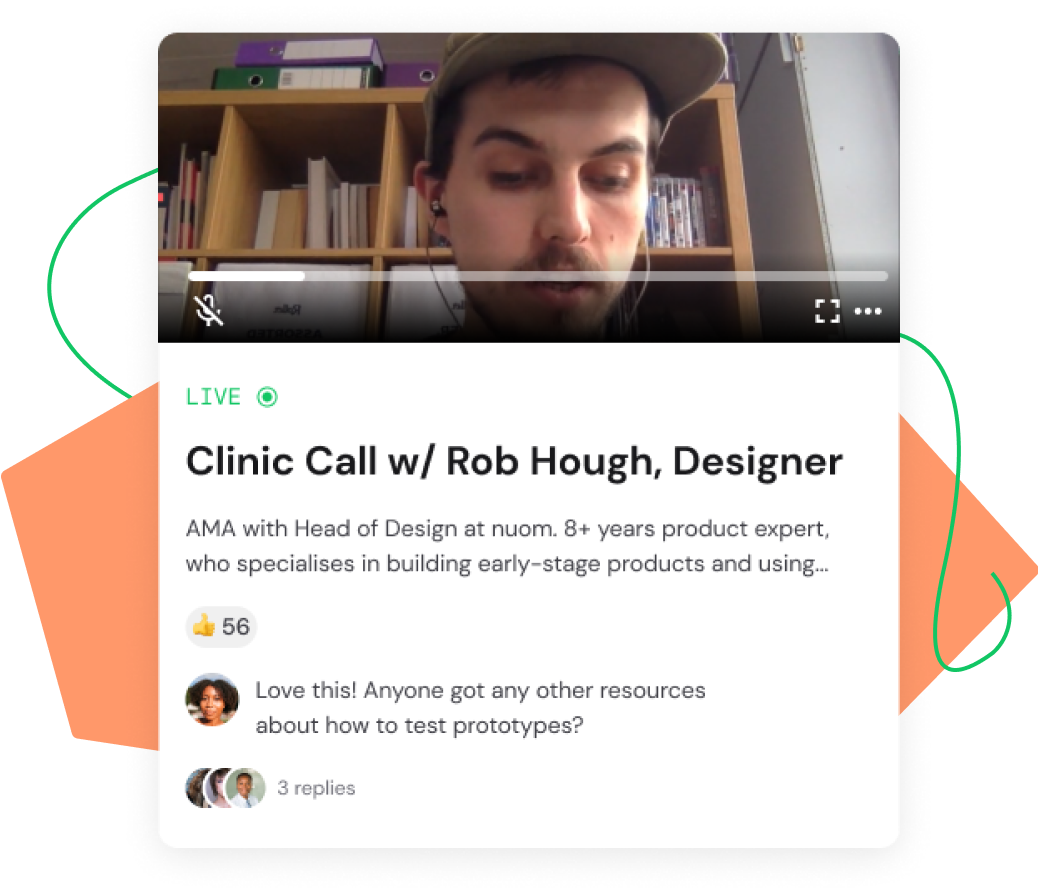 LIVE
Clinic Call w/ Rob Hough, Designer
AMA with Head of Design at nuom. 8+ years product expert,
who specialises in building early-stage products and using...
👍 56
Love this! Anyone got any other resources
about how to test prototypes?
3 replies